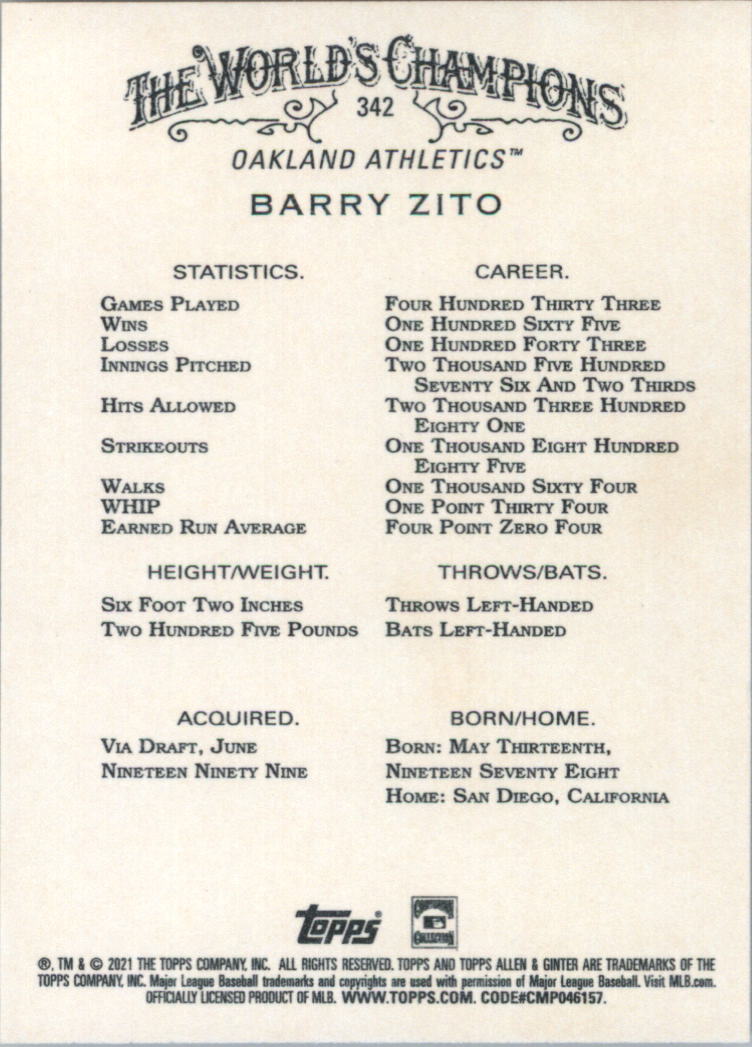 THE WORLD'S CHAMPIONS
342
OAKLAND ATHLETICS™
BARRY ZITO
STATISTICS. CAREER.
GAMES PLAYED FOUR HUNDRED THIRTY THREE
WINS ONE HUNDRED SIXTY FIVE
LOSSES ONE HUNDRED FORTY THREE
INNINGS PITCHED TWO THOUSAND FIVE HUNDRED
SEVENTY SIX AND TWO THIRDS
HITS ALLOWED TWO THOUSAND THREE HUNDRED
EIGHTY ONE
STRIKEOUTS ONE THOUSAND EIGHT HUNDRED
EIGHTY FIVE
WALKS ONE THOUSAND SIXTY FOUR
WHIP ONE POINT THIRTY FOUR
EARNED RUN AVERAGE FOUR POINT ZERO FOUR
HEIGHT/WEIGHT. THROWS/BATS.
SIX FOOT TWO INCHES THROWS LEFT-HANDED
TWO HUNDRED FIVE POUNDS BATS LEFT-HANDED
ACQUIRED. BORN/HOME.
VIA DRAFT, JUNE BORN: MAY THIRTEENTH,
NINETEEN NINETY NINE NINETEEN SEVENTY EIGHT
HOME: SAN DIEGO, CALIFORNIA
topps®
COLLECTION
®, TM & © 2021 THE TOPPS COMPANY, INC. ALL RIGHTS RESERVED. TOPPS AND TOPPS ALLEN & GINTER ARE TRADEMARKS OF THE
TOPPS COMPANY, INC. Major League Baseball trademarks and copyrights are used with permission of Major League Baseball. Visit MLB.com.
OFFICIALLY LICENSED PRODUCT OF MLB. WWW.TOPPS.COM. CODE#CMP046157.